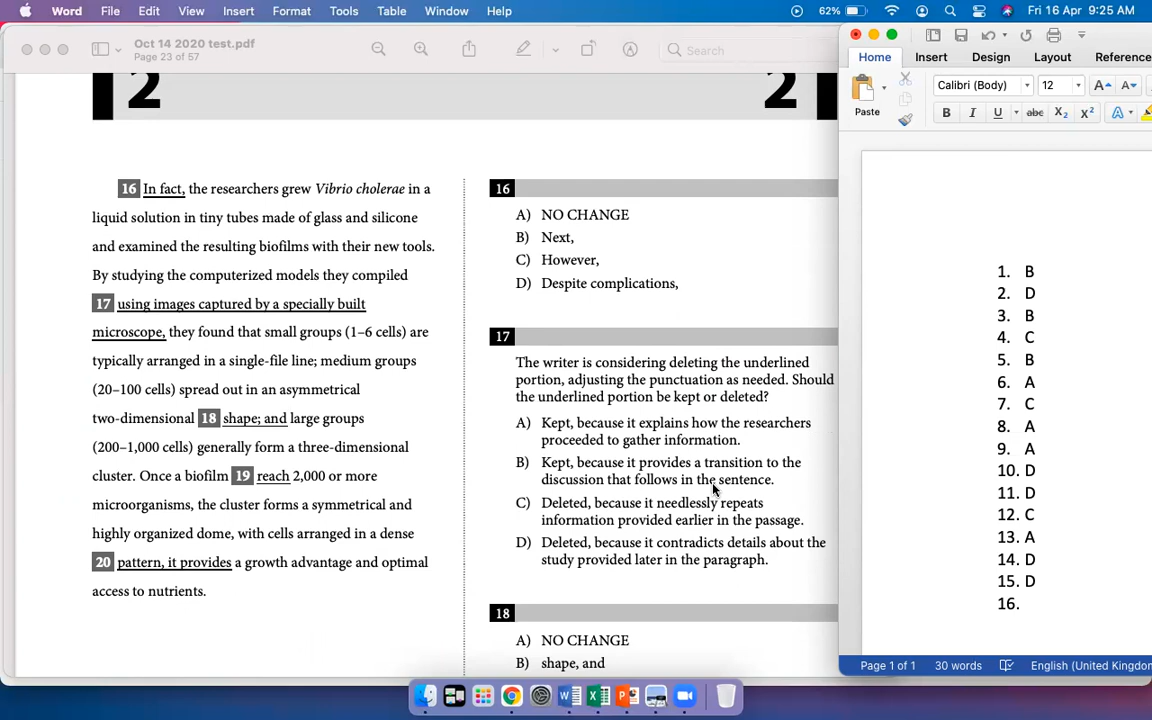 Word File Edit View Insert Format Tools Table Window Help 62% Fri 16 Apr 9:25 AM
Oct 14 2020 test.pdf
Page 23 of 57
Search
2 2
16 In fact, the researchers grew Vibrio cholerae in a
liquid solution in tiny tubes made of glass and silicone
and examined the resulting biofilms with their new tools.
By studying the computerized models they compiled
17 using images captured by a specially built
microscope, they found that small groups (1–6 cells) are
typically arranged in a single-file line; medium groups
(20–100 cells) spread out in an asymmetrical
two-dimensional 18 shape; and large groups
(200–1,000 cells) generally form a three-dimensional
cluster. Once a biofilm 19 reach 2,000 or more
microorganisms, the cluster forms a symmetrical and
highly organized dome, with cells arranged in a dense
20 pattern, it provides a growth advantage and optimal
access to nutrients.
16
A) NO CHANGE
B) Next,
C) However,
D) Despite complications,
17
The writer is considering deleting the underlined
portion, adjusting the punctuation as needed. Should
the underlined portion be kept or deleted?
A) Kept, because it explains how the researchers
proceeded to gather information.
B) Kept, because it provides a transition to the
discussion that follows in the sentence.
C) Deleted, because it needlessly repeats
information provided earlier in the passage.
D) Deleted, because it contradicts details about the
study provided later in the paragraph.
18
A) NO CHANGE
B) shape, and
Home Insert Design Layout Reference
Paste
Calibri (Body) 12 A A
B I U abc X₂ X² A
1. B
2. D
3. B
4. C
5. B
6. A
7. C
8. A
9. A
10. D
11. D
12. C
13. A
14. D
15. D
16.
Page 1 of 1 30 words English (United Kingdo